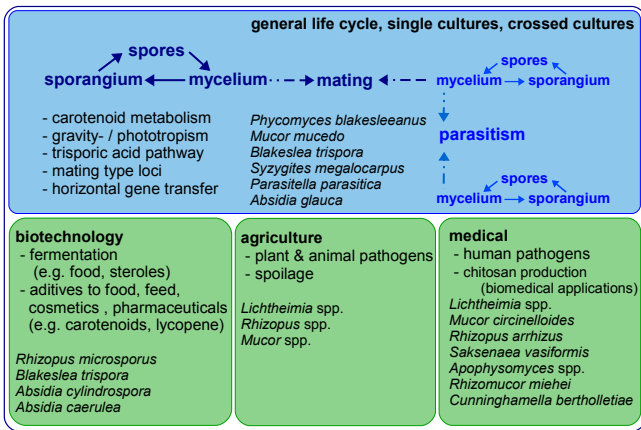 general life cycle, single cultures, crossed cultures
spores
sporangium mycelium mating
spores
mycelium sporangium
- carotenoid metabolism
- gravity- / phototropism
- trisporic acid pathway
- mating type loci
- horizontal gene transfer
Phycomyces blakesleeanus
Mucor mucedo
Blakeslea trispora
Syzygites megalocarpus
Parasitella parasitica
Absidia glauca
parasitism
spores
mycelium sporangium
biotechnology
- fermentation
(e.g. food, steroles)
- aditives to food, feed,
cosmetics , pharmaceuticals
(e.g. carotenoids, lycopene)
Rhizopus microsporus
Blakeslea trispora
Absidia cylindrospora
Absidia caerulea
agriculture
- plant & animal pathogens
- spoilage
Lichtheimia spp.
Rhizopus spp.
Mucor spp.
medical
- human pathogens
- chitosan production
(biomedical applications)
Lichtheimia spp.
Mucor circinelloides
Rhizopus arrhizus
Saksenaea vasiformis
Apophysomyces spp.
Rhizomucor miehei
Cunninghamella bertholletiae